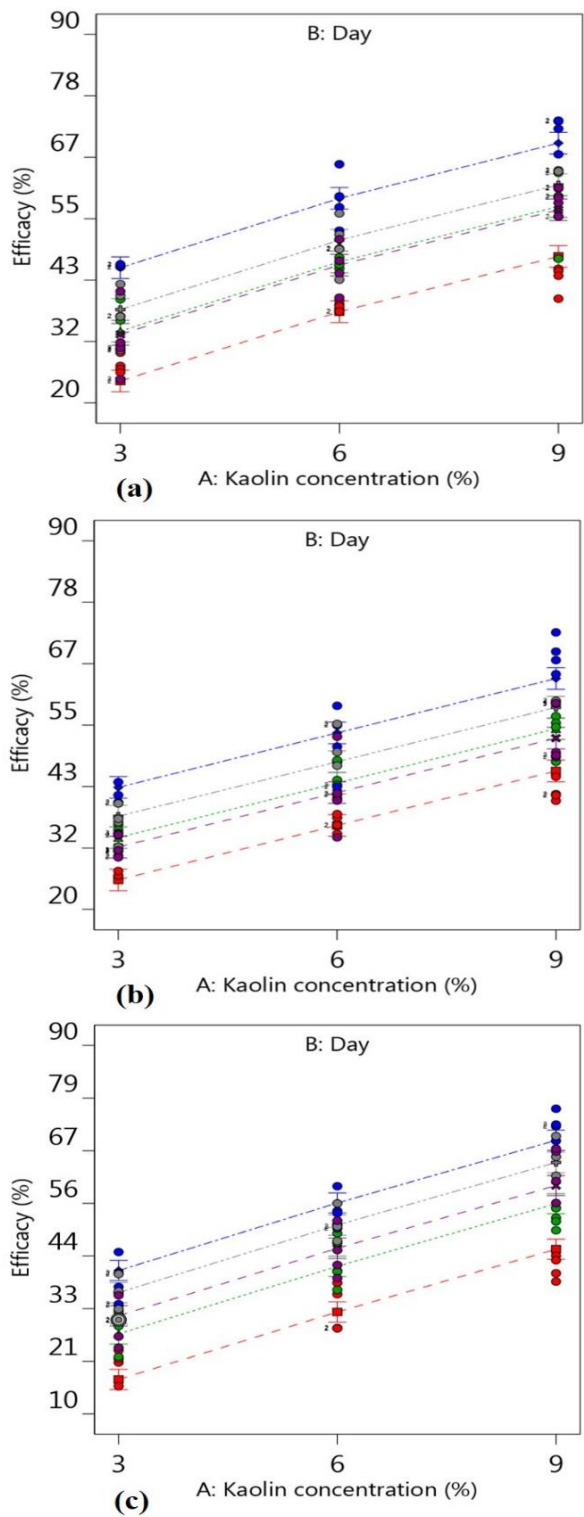 B: Day
90
78
67
55
43
32
20
Efficacy (%)
3 6 9
A: Kaolin concentration (%)
(a)
B: Day
90
78
67
55
43
32
20
Efficacy (%)
3 6 9
A: Kaolin concentration (%)
(b)
B: Day
90
79
67
56
44
33
21
10
Efficacy (%)
3 6 9
A: Kaolin concentration (%)
(c)